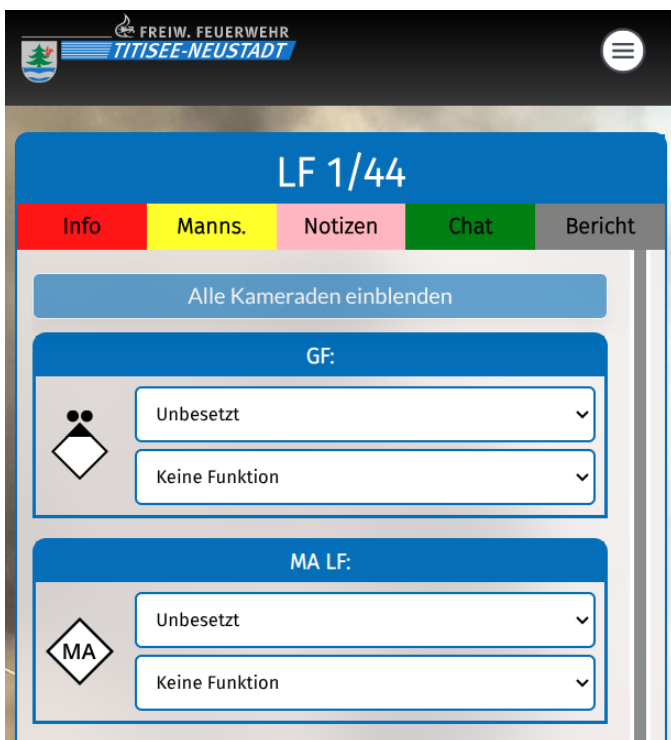 FREIW. FEUERWEHR
TITISEE-NEUSTADT
LF 1/44
Info Manns. Notizen Chat Bericht
Alle Kameraden einblenden
GF:
Unbesetzt
Keine Funktion
MA LF:
Unbesetzt
MA
Keine Funktion